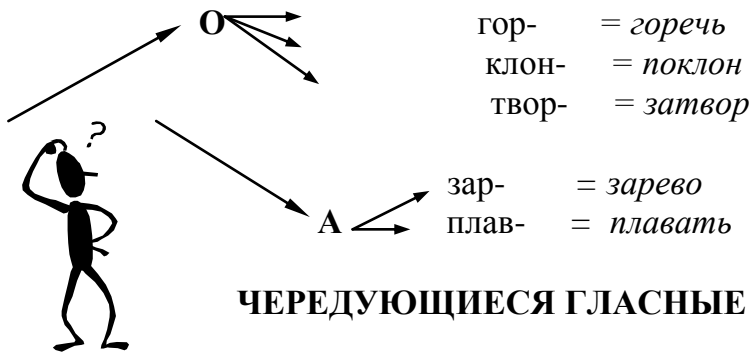 О гор- = горечь
клон- = поклон
твор- = затвор
?
зар- = зарево
А плав- = плавать
ЧЕРЕДУЮЩИЕСЯ ГЛАСНЫЕ